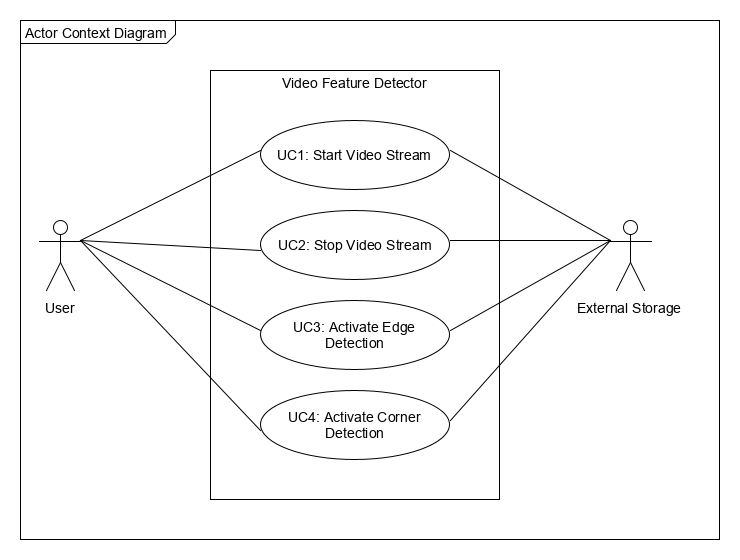 Actor Context Diagram
Video Feature Detector
UC1: Start Video Stream
UC2: Stop Video Stream
User
External Storage
UC3: Activate Edge
Detection
UC4: Activate Corner
Detection